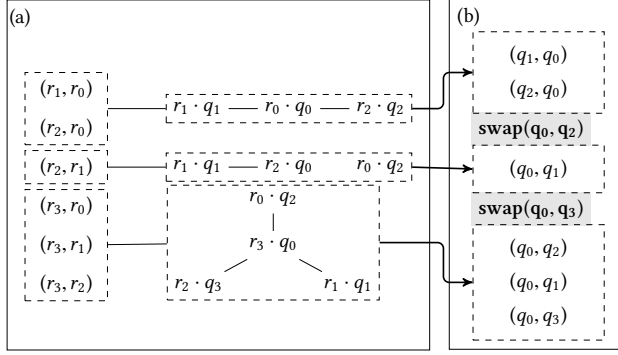 (a)
(b)
(r₁, r₀)
(r₂, r₀)
r₁ · q₁ r₀ · q₀ r₂ · q₂
(q₁, q₀)
(q₂, q₀)
swap(q₀, q₂)
(r₂, r₁)
r₁ · q₁ r₂ · q₀ r₀ · q₂
(q₀, q₁)
swap(q₀, q₃)
(r₃, r₀)
(r₃, r₁)
(r₃, r₂)
r₀ · q₂
r₃ · q₀
r₂ · q₃ r₁ · q₁
(q₀, q₂)
(q₀, q₁)
(q₀, q₃)